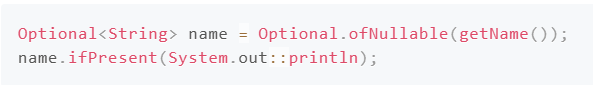 Optional<String> name = Optional.ofNullable(getName());
name.ifPresent(System.out::println);